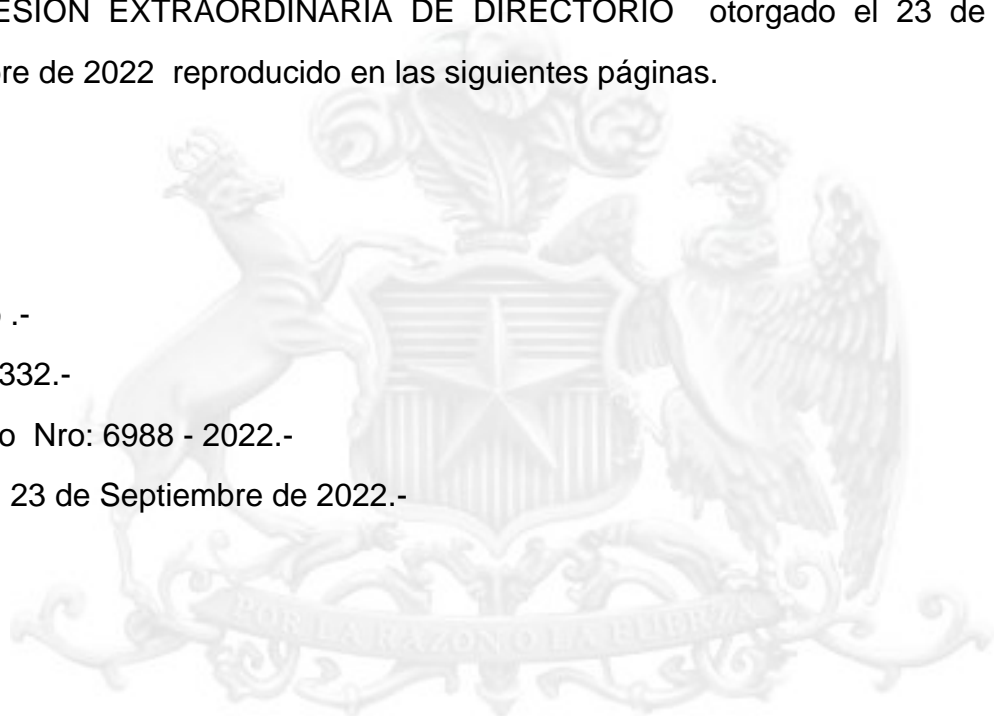 ESIÓN EXTRAORDINARIA DE DIRECTORIO otorgado el 23 de
re de 2022 reproducido en las siguientes páginas.
.-
332.-
o Nro: 6988 - 2022.-
23 de Septiembre de 2022.-
POR LA RAZON O LA FUERZA